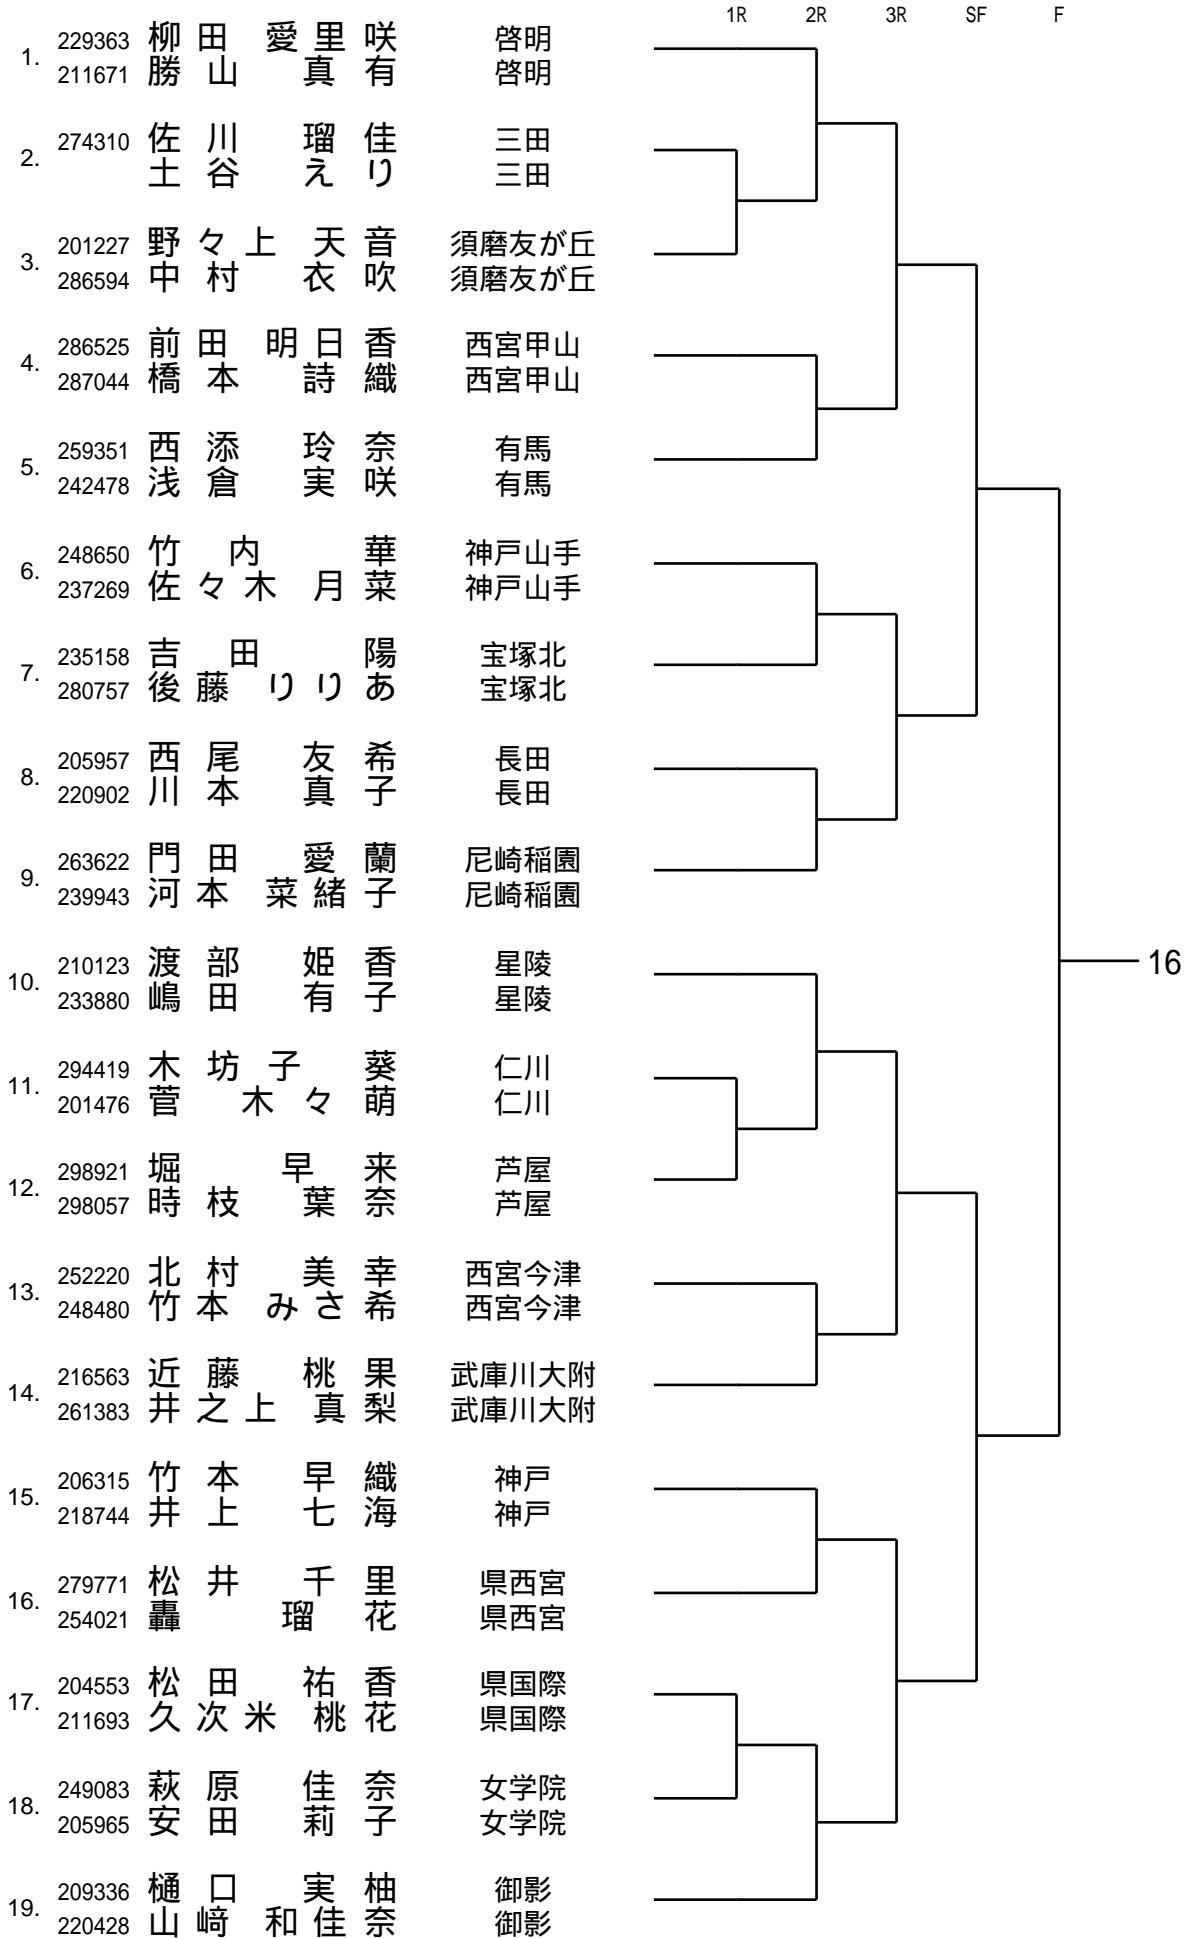 1R 2R 3R SF F
1. 229363 柳田 愛里咲 啓明
211671 勝山 真有 啓明
2. 274310 佐川 瑠佳 三田
土谷 えり 三田
3. 201227 野々上 天音 須磨友が丘
286594 中村 衣吹 須磨友が丘
4. 286525 前田 明日香 西宮甲山
287044 橋本 詩織 西宮甲山
5. 259351 西添 玲奈 有馬
242478 浅倉 実咲 有馬
6. 248650 竹内 華 神戸山手
237269 佐々木 月菜 神戸山手
7. 235158 吉田 陽 宝塚北
280757 後藤 りりあ 宝塚北
8. 205957 西尾 友希 長田
220902 川本 真子 長田
9. 263622 門田 愛蘭 尼崎稲園
239943 河本 菜緒子 尼崎稲園
10. 210123 渡部 姫香 星陵
233880 嶋田 有子 星陵
16
11. 294419 木坊子 葵 仁川
201476 菅 木々萌 仁川
12. 298921 堀 早来 芦屋
298057 時枝 葉奈 芦屋
13. 252220 北村 美幸 西宮今津
248480 竹本 みさ希 西宮今津
14. 216563 近藤 桃果 武庫川大附
261383 井之上 真梨 武庫川大附
15. 206315 竹本 早織 神戸
218744 井上 七海 神戸
16. 279771 松井 千里 県西宮
254021 轟 瑠花 県西宮
17. 204553 松田 祐香 県国際
211693 久次米 桃花 県国際
18. 249083 萩原 佳奈 女学院
205965 安田 莉子 女学院
19. 209336 樋口 実柚 御影
220428 山﨑 和佳奈 御影